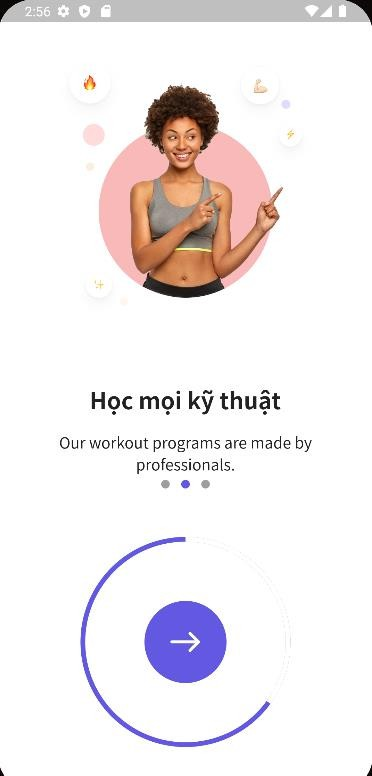 2:56
Học mọi kỹ thuật
Our workout programs are made by
professionals.